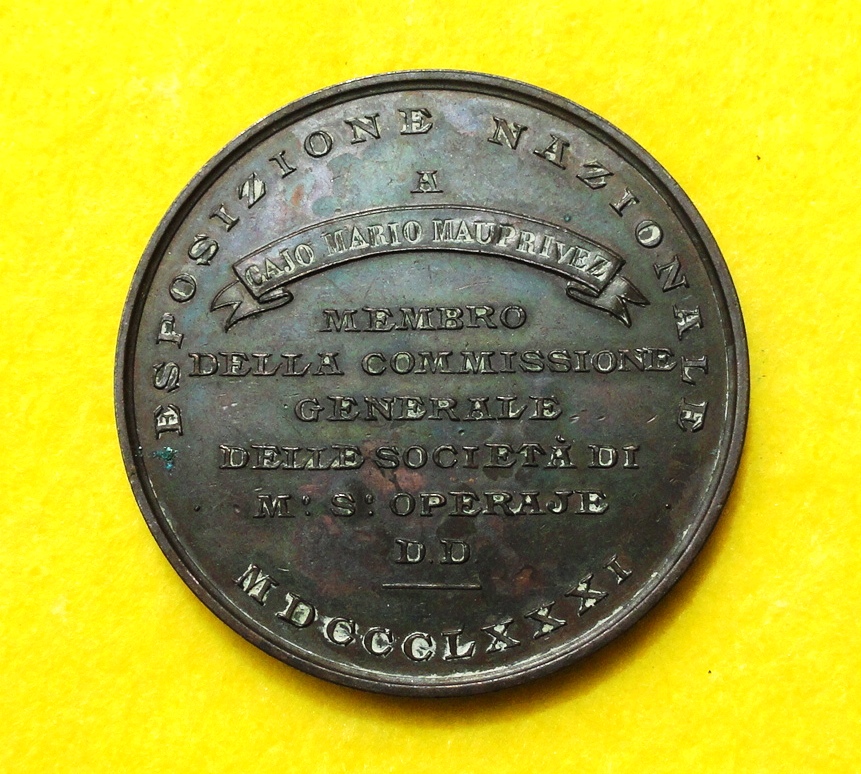 ESPOSIZIONE NAZIONALE
A
CAJO MARIO MAUPRIVEZ
MEMBRO
DELLA COMMISSIONE
GENERALE
DELLE SOCIETÀ DI
M.º S.º OPERAJE
D.D
MDCCCLXXXI